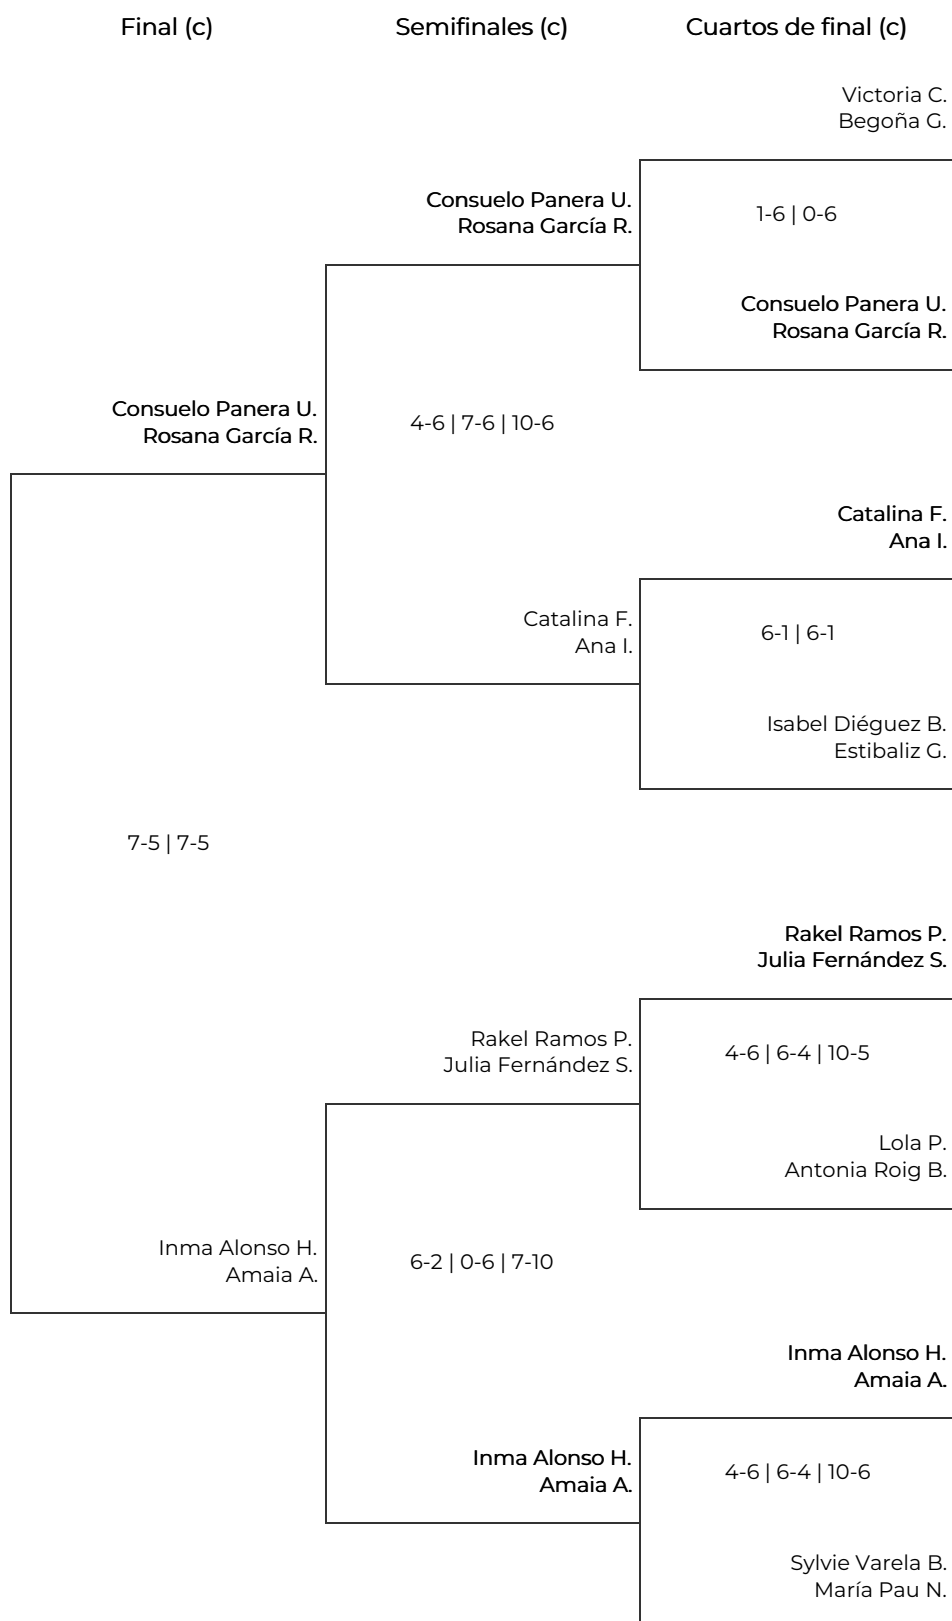 Final (c)
Semifinales (c)
Cuartos de final (c)
Victoria C.
Begoña G.
Consuelo Panera U.
Rosana García R.
1-6 | 0-6
Consuelo Panera U.
Rosana García R.
Consuelo Panera U.
Rosana García R.
4-6 | 7-6 | 10-6
Catalina F.
Ana I.
Catalina F.
Ana I.
6-1 | 6-1
Isabel Diéguez B.
Estibaliz G.
7-5 | 7-5
Rakel Ramos P.
Julia Fernández S.
Rakel Ramos P.
Julia Fernández S.
4-6 | 6-4 | 10-5
Lola P.
Antonia Roig B.
Inma Alonso H.
Amaia A.
6-2 | 0-6 | 7-10
Inma Alonso H.
Amaia A.
Inma Alonso H.
Amaia A.
4-6 | 6-4 | 10-6
Sylvie Varela B.
María Pau N.